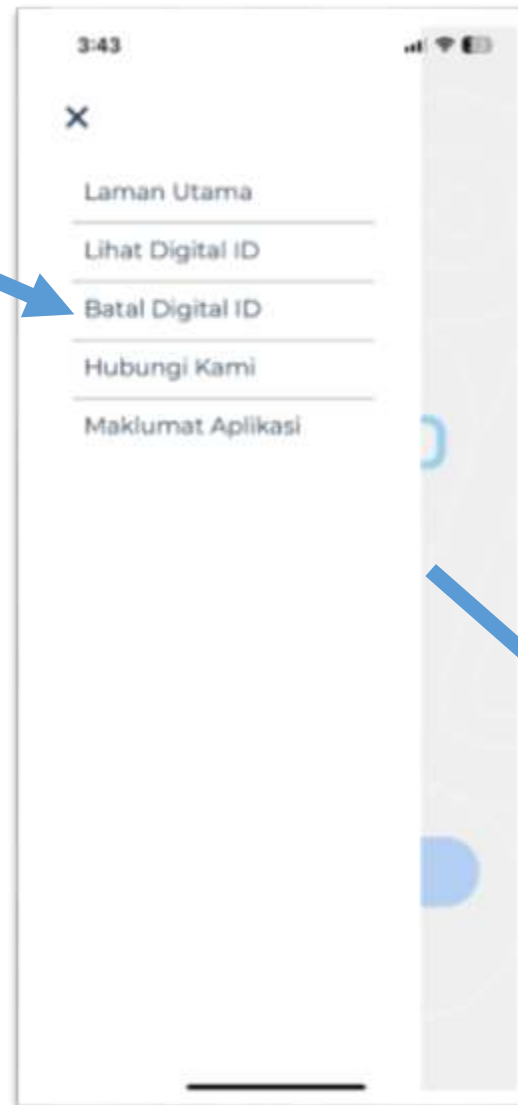 3:43
Laman Utama
Lihat Digital ID
Batal Digital ID
Hubungi Kami
Maklumat Aplikasi